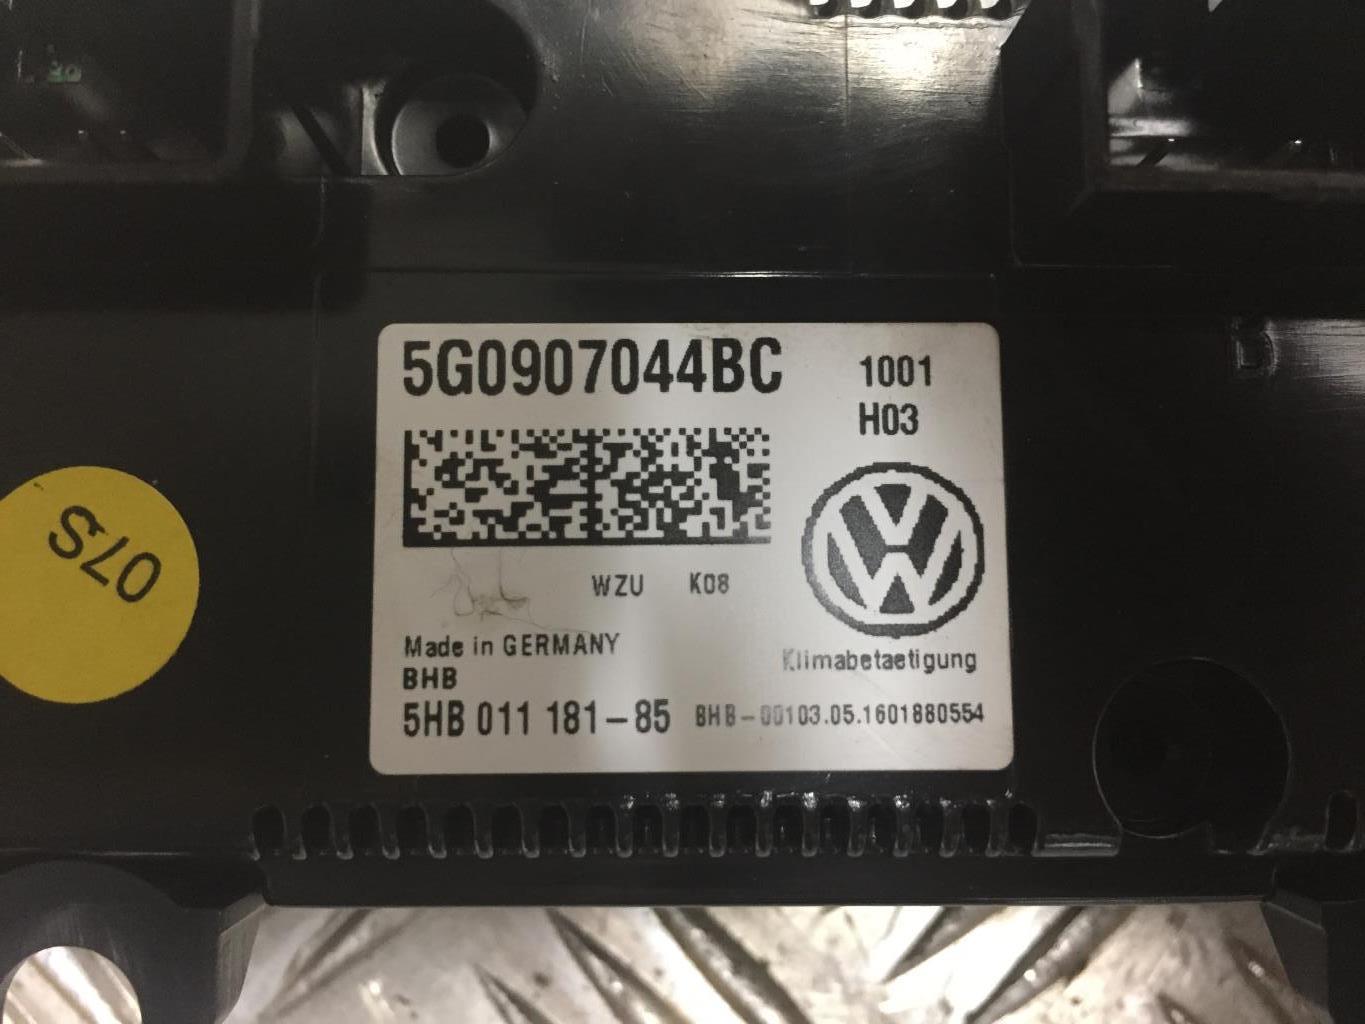 5G0907044BC
1001
H03
WZU K08
Made in GERMANY
Klimabetaetigung
BHB
5HB 011 181-85
BHB-00103.05.1601880554
07S